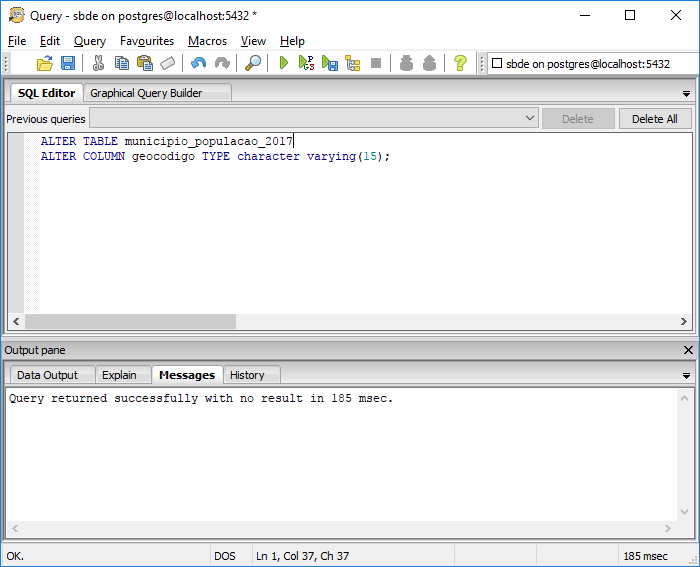 Query - sbde on postgres@localhost:5432 *
File Edit Query Favourites Macros View Help
sbde on postgres@localhost:5432
SQL Editor Graphical Query Builder
Previous queries Delete Delete All
ALTER TABLE municipio_populacao_2017
ALTER COLUMN geocodigo TYPE character varying(15);
Output pane
Data Output Explain Messages History
Query returned successfully with no result in 185 msec.
OK. DOS Ln 1, Col 37, Ch 37 185 msec